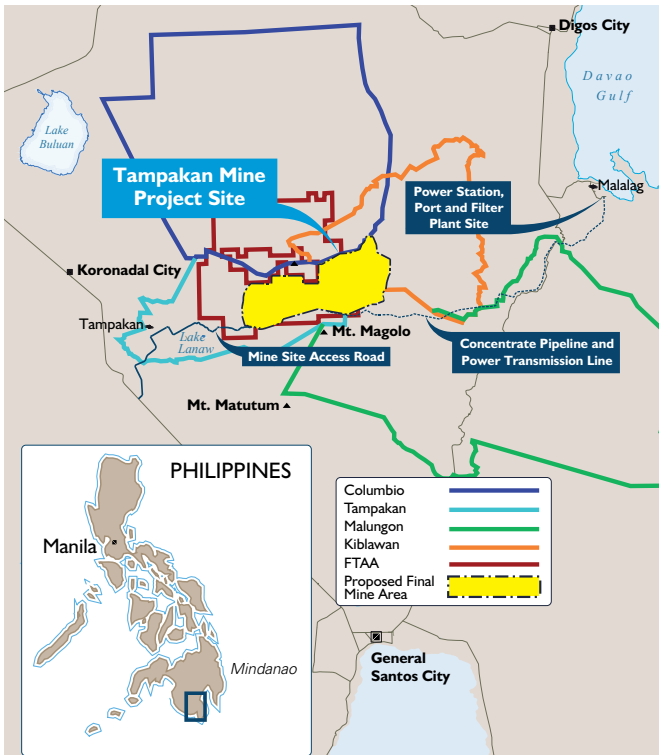 Digos City
Davao
Gulf
Lake
Buluan
Tampakan Mine
Project Site
Power Station,
Port and Filter
Plant Site
Malalag
Koronadal City
Tampakan
Lake
Lanaw
Mt. Magolo
Mine Site Access Road
Concentrate Pipeline and
Power Transmission Line
Mt. Matutum
PHILIPPINES
Manila
Mindanao
Columbio
Tampakan
Malungon
Kiblawan
FTAA
Proposed Final
Mine Area
General
Santos City